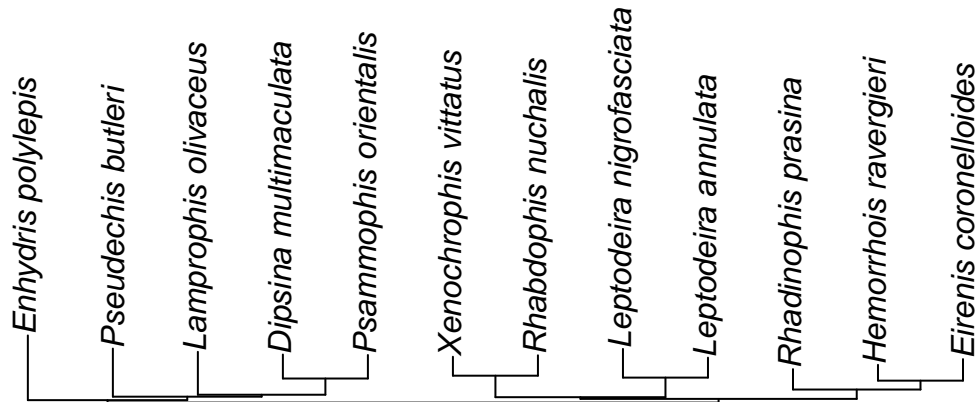 Enhydris polylepis
Pseudechis butleri
Lamprophis olivaceus
Dipsina multimaculata
Psammophis orientalis
Xenochrophis vittatus
Rhabdophis nuchalis
Leptodeira nigrofasciata
Leptodeira annulata
Rhadinophis prasina
Hemorrhois ravergieri
Eirenis coronelloides